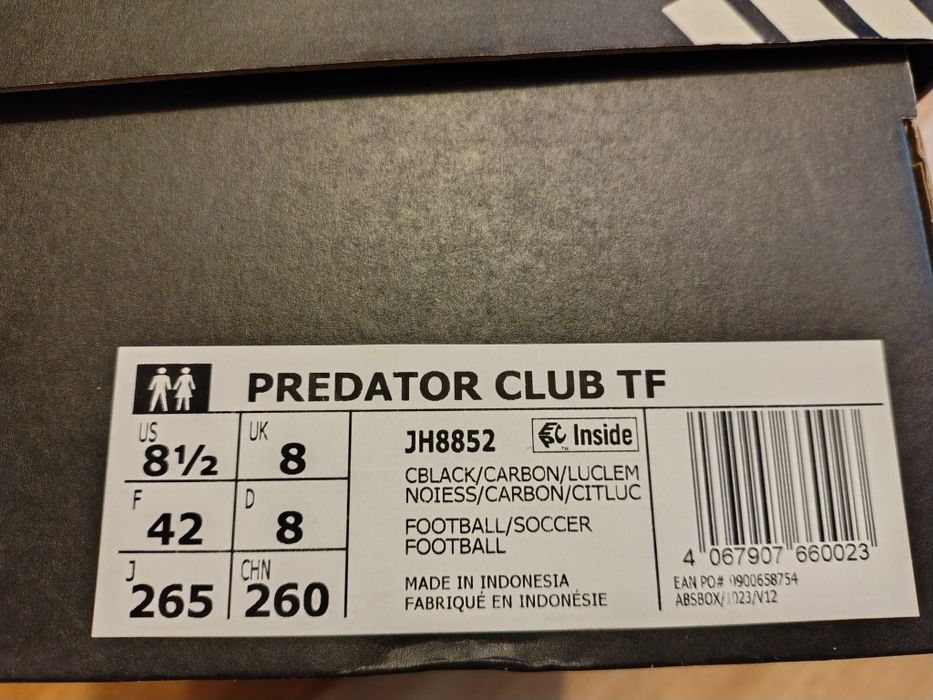 PREDATOR CLUB TF
US
8½
UK
8
F
42
D
8
J
265
CHN
260
JH8852
EPC Inside
™
CBLACK/CARBON/LUCLEM
NOIESS/CARBON/CITLUC
FOOTBALL/SOCCER
FOOTBALL
MADE IN INDONESIA
FABRIQUÉ EN INDONÉSIE
4 067907 660023
EAN PO# 0900658754
ABSBOX/1023/V12